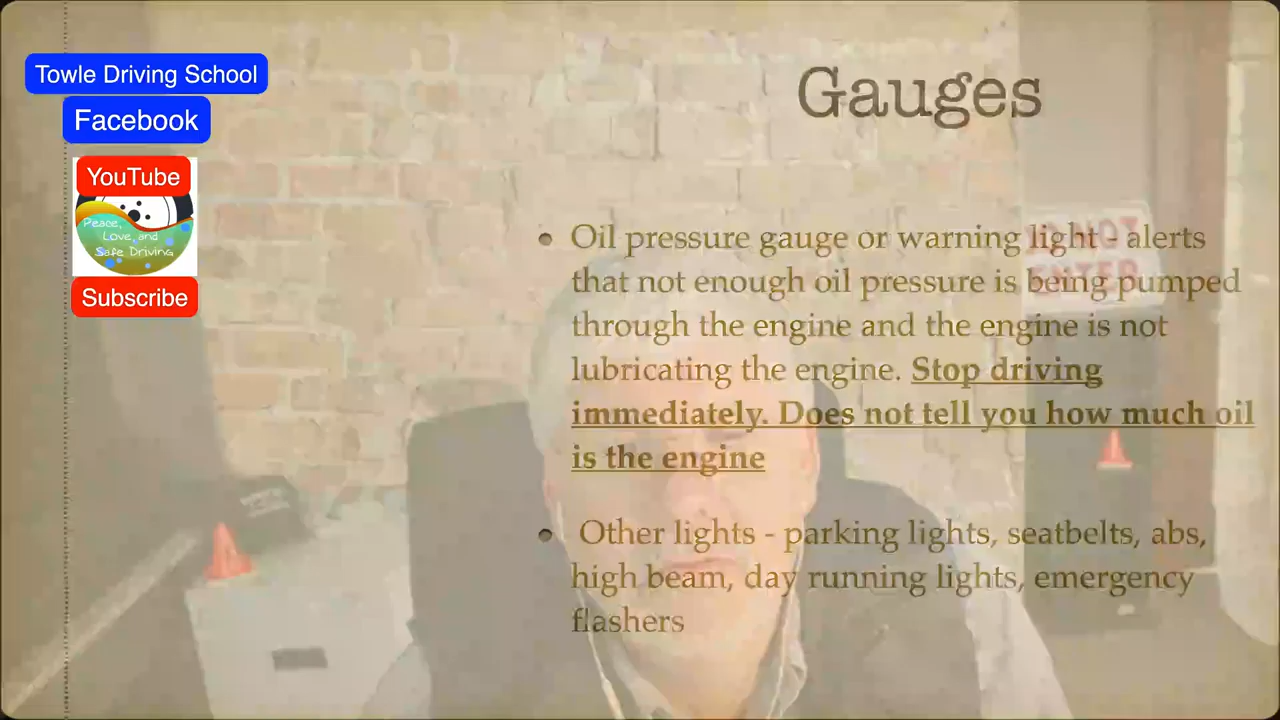 Towle Driving School
Facebook
YouTube
Peace,
Love, and
Safe Driving
Subscribe
Gauges
• Oil pressure gauge or warning light - alerts
that not enough oil pressure is being pumped
through the engine and the engine is not
lubricating the engine. Stop driving
immediately. Does not tell you how much oil
is the engine
• Other lights - parking lights, seatbelts, abs,
high beam, day running lights, emergency
flashers
DO NOT
ENTER